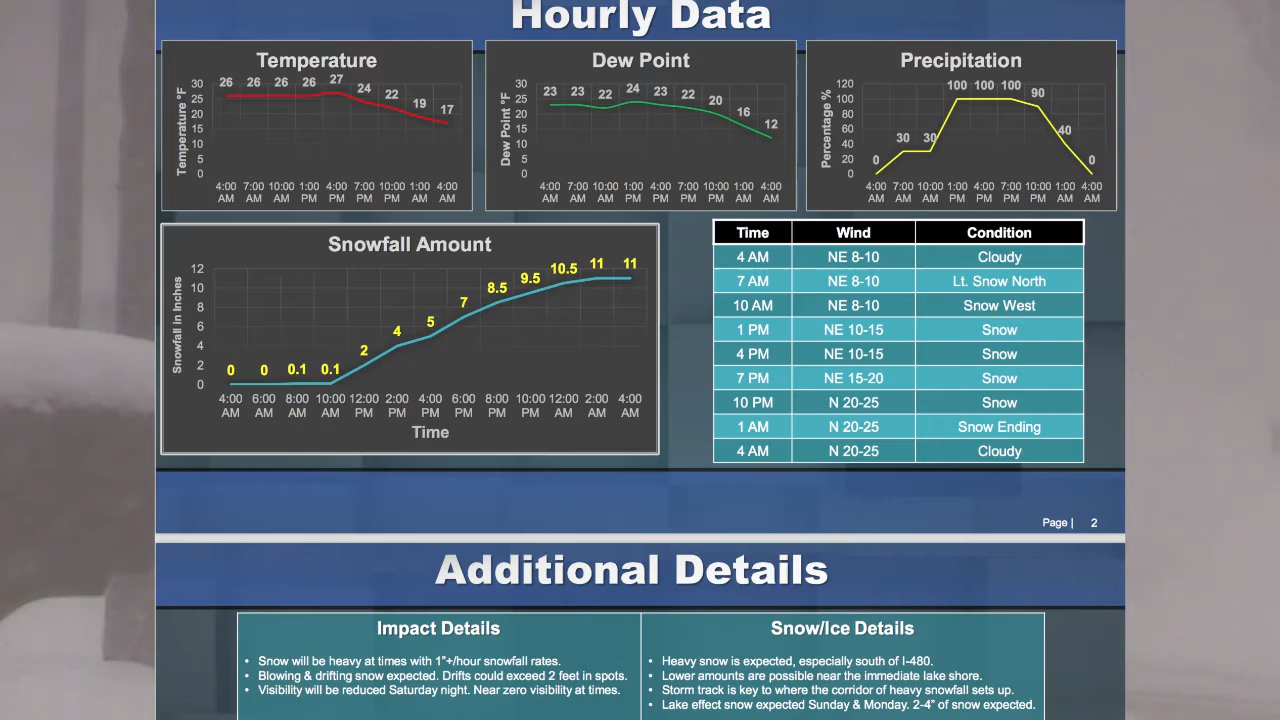 Hourly Data
Temperature
Temperature °F
30
25
20
15
10
5
0
26 26 26 26 27 24 22 19 17
4:00 7:00 10:00 1:00 4:00 7:00 10:00 1:00 4:00
AM AM AM PM PM PM PM AM AM
Dew Point
Dew Point °F
30
25
20
15
10
5
0
23 23 22 24 23 22 20 16 12
4:00 7:00 10:00 1:00 4:00 7:00 10:00 1:00 4:00
AM AM AM PM PM PM PM AM AM
Precipitation
Percentage %
120
100
80
60
40
20
0
0 30 30 100 100 100 90 40 0
4:00 7:00 10:00 1:00 4:00 7:00 10:00 1:00 4:00
AM AM AM PM PM PM PM AM AM
Snowfall Amount
Snowfall in Inches
12
10
8
6
4
2
0
0 0 0.1 0.1 2 4 5 7 8.5 9.5 10.5 11 11
4:00 6:00 8:00 10:00 12:00 2:00 4:00 6:00 8:00 10:00 12:00 2:00 4:00
AM AM AM AM PM PM PM PM PM PM AM AM AM
Time
Time Wind Condition
4 AM NE 8-10 Cloudy
7 AM NE 8-10 Lt. Snow North
10 AM NE 8-10 Snow West
1 PM NE 10-15 Snow
4 PM NE 10-15 Snow
7 PM NE 15-20 Snow
10 PM N 20-25 Snow
1 AM N 20-25 Snow Ending
4 AM N 20-25 Cloudy
Page | 2
Additional Details
Impact Details
• Snow will be heavy at times with 1"+/hour snowfall rates.
• Blowing & drifting snow expected. Drifts could exceed 2 feet in spots.
• Visibility will be reduced Saturday night. Near zero visibility at times.
Snow/Ice Details
• Heavy snow is expected, especially south of I-480.
• Lower amounts are possible near the immediate lake shore.
• Storm track is key to where the corridor of heavy snowfall sets up.
• Lake effect snow expected Sunday & Monday. 2-4" of snow expected.